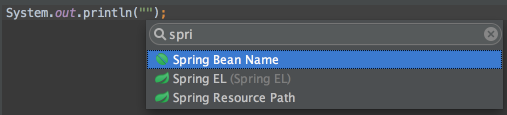 System.out.println("");
spri
Spring Bean Name
Spring EL (Spring EL)
Spring Resource Path